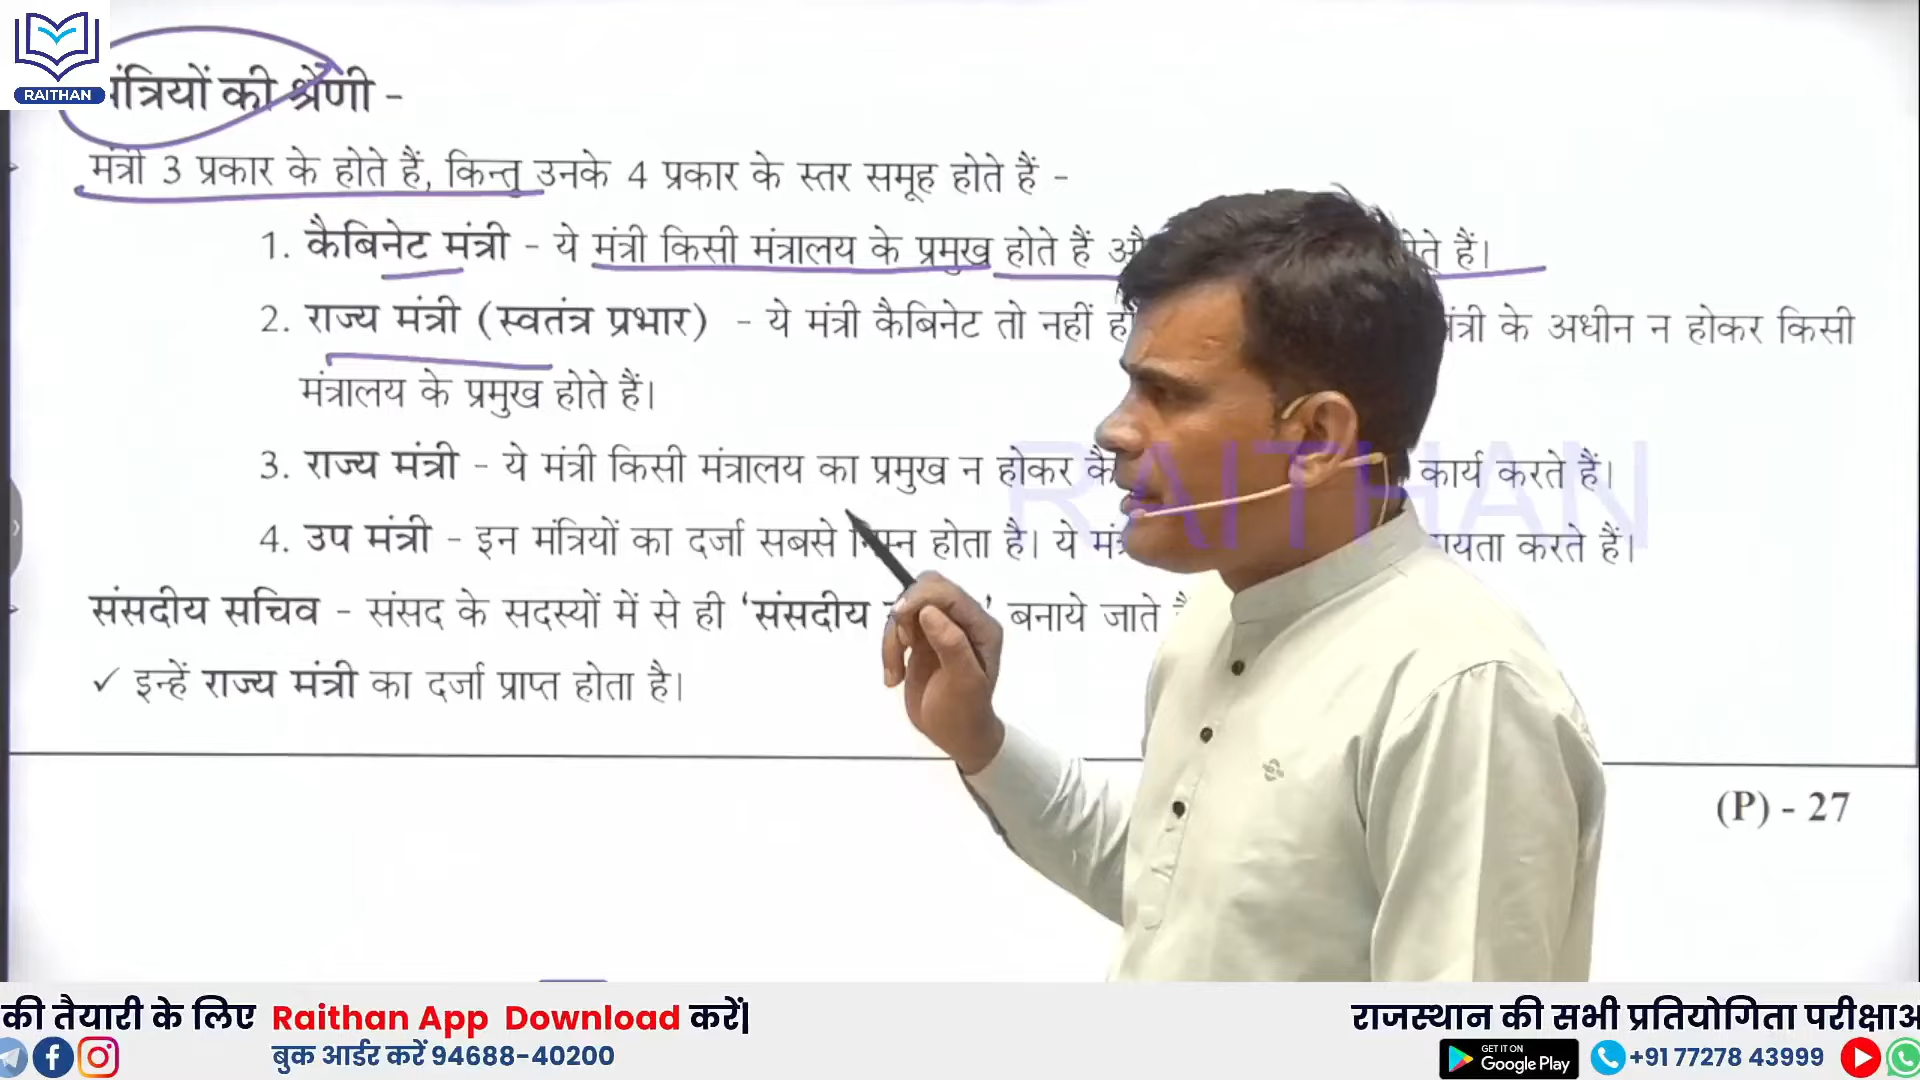 RAITHAN
मंत्रियों की श्रेणी -
मंत्री 3 प्रकार के होते हैं, किन्तु उनके 4 प्रकार के स्तर समूह होते हैं -
1. कैबिनेट मंत्री - ये मंत्री किसी मंत्रालय के प्रमुख होते हैं हैं।
2. राज्य मंत्री (स्वतंत्र प्रभार) - ये मंत्री कैबिनेट तो नहीं के अधीन न होकर किसी
मंत्रालय के प्रमुख होते हैं।
3. राज्य मंत्री - ये मंत्री किसी मंत्रालय का प्रमुख न होकर कार्य करते हैं।
RAITHAN
4. उप मंत्री - इन मंत्रियों का दर्जा सबसे निम्न होता है। ये करते हैं।
संसदीय सचिव - संसद के सदस्यों में से ही ‘संसदीय ’ बनाये जाते
✓ इन्हें राज्य मंत्री का दर्जा प्राप्त होता है।
(P) - 27
की तैयारी के लिए Raithan App Download करें|
राजस्थान की सभी प्रतियोगिता
बुक आर्डर करें 94688-40200
GET IT ON
Google Play
+91 77278 43999